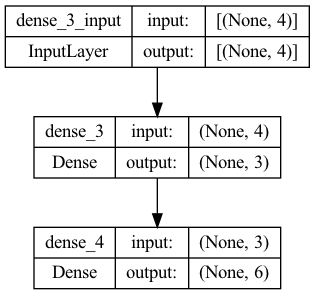 dense_3_input input: [(None, 4)]
InputLayer output: [(None, 4)]
dense_3 input: (None, 4)
Dense output: (None, 3)
dense_4 input: (None, 3)
Dense output: (None, 6)